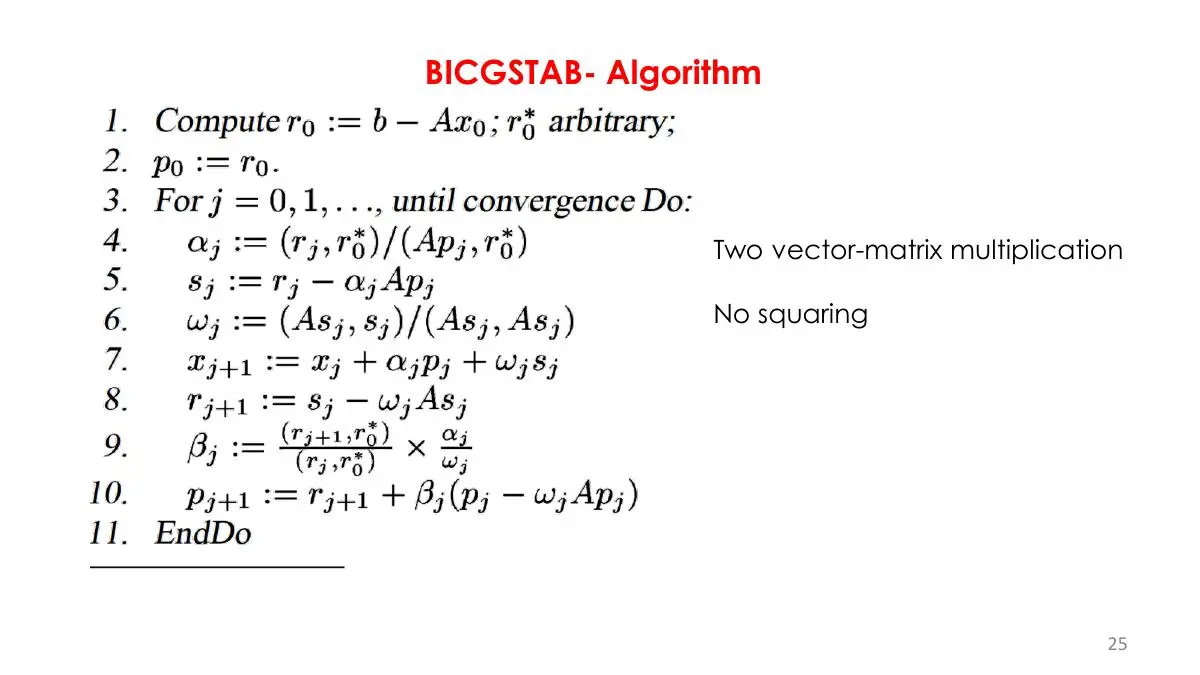 BICGSTAB- Algorithm
1. Compute r₀ := b − Ax₀; r₀* arbitrary;
2. p₀ := r₀.
3. For j = 0, 1, …, until convergence Do:
4. αⱼ := (rⱼ, r₀*)/(Apⱼ, r₀*)
Two vector-matrix multiplication
5. sⱼ := rⱼ − αⱼApⱼ
6. ωⱼ := (Asⱼ, sⱼ)/(Asⱼ, Asⱼ)
No squaring
7. xⱼ₊₁ := xⱼ + αⱼpⱼ + ωⱼsⱼ
8. rⱼ₊₁ := sⱼ − ωⱼAsⱼ
9. βⱼ := (rⱼ₊₁, r₀*)/(rⱼ, r₀*) × αⱼ/ωⱼ
10. pⱼ₊₁ := rⱼ₊₁ + βⱼ(pⱼ − ωⱼApⱼ)
11. EndDo
25